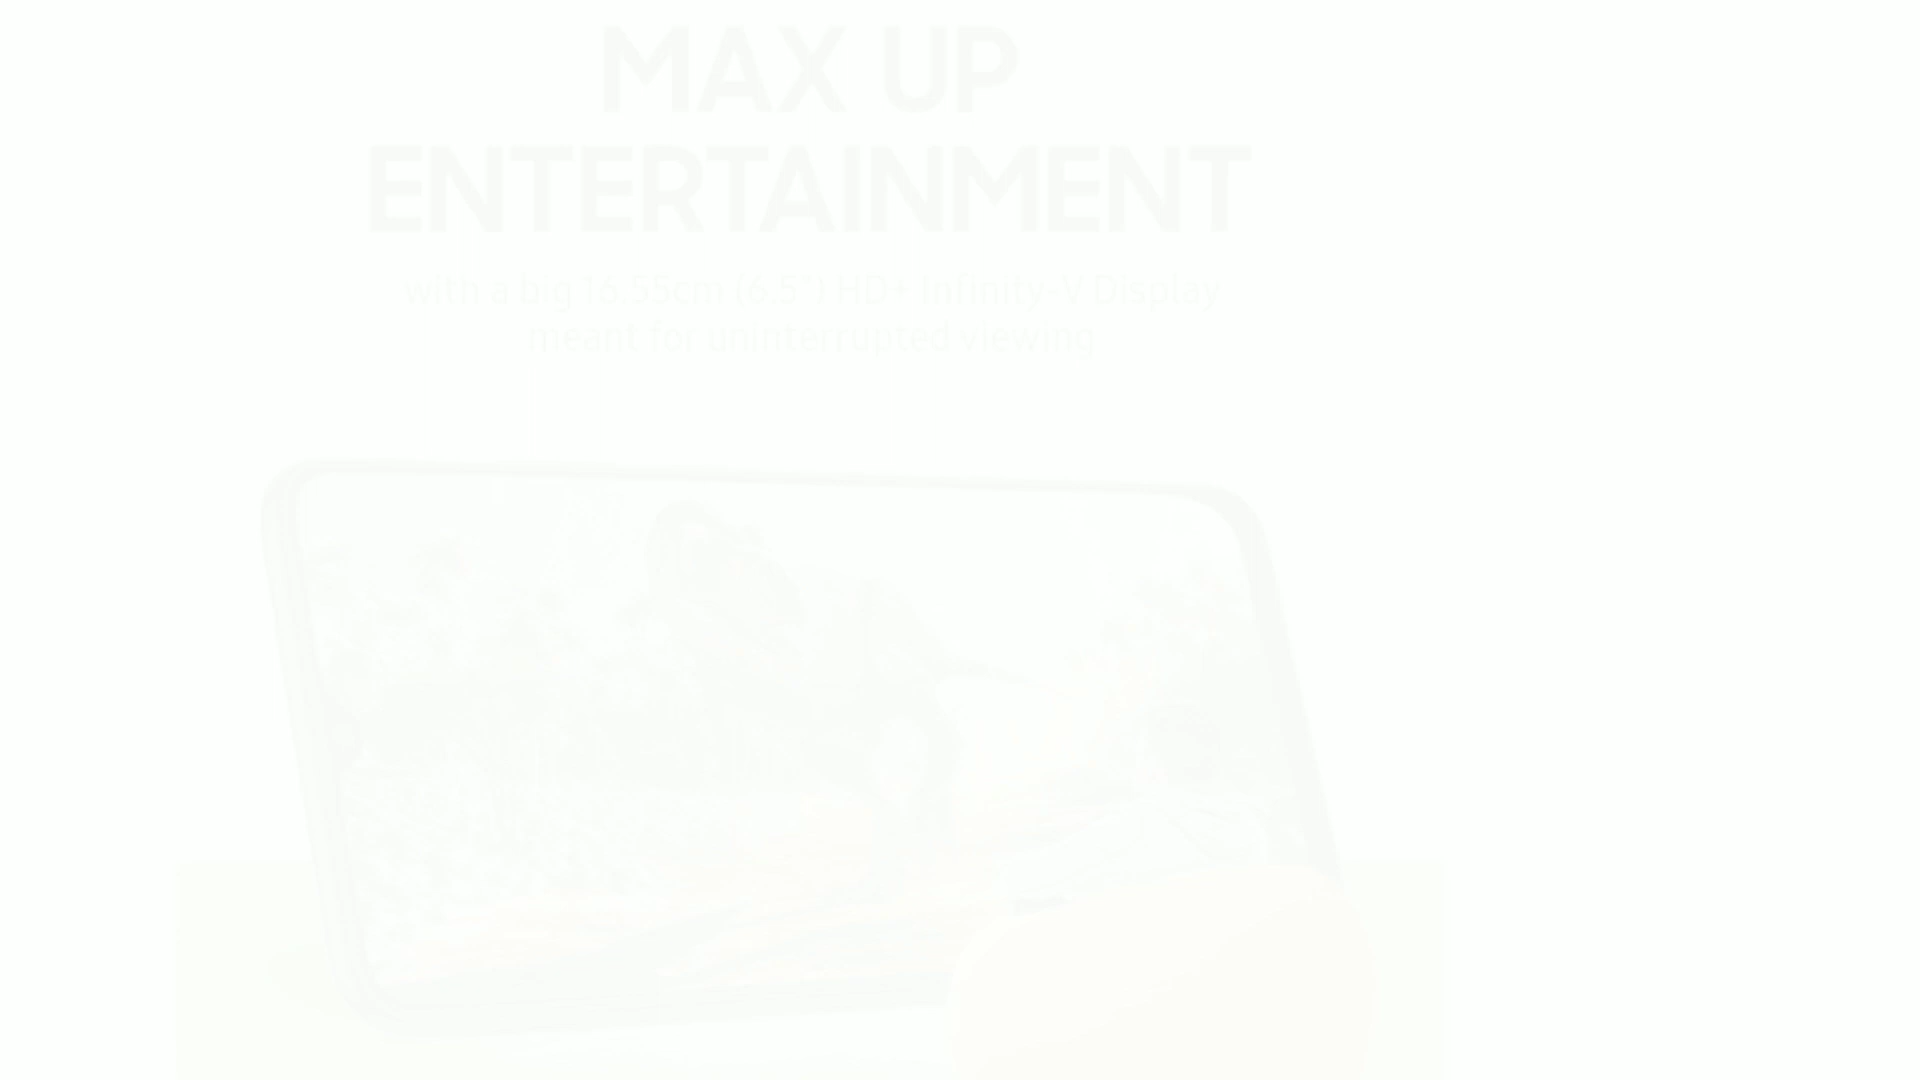 MAX UP
ENTERTAINMENT
with a big 16.55cm (6.5") HD+ Infinity-V Display
meant for uninterrupted viewing